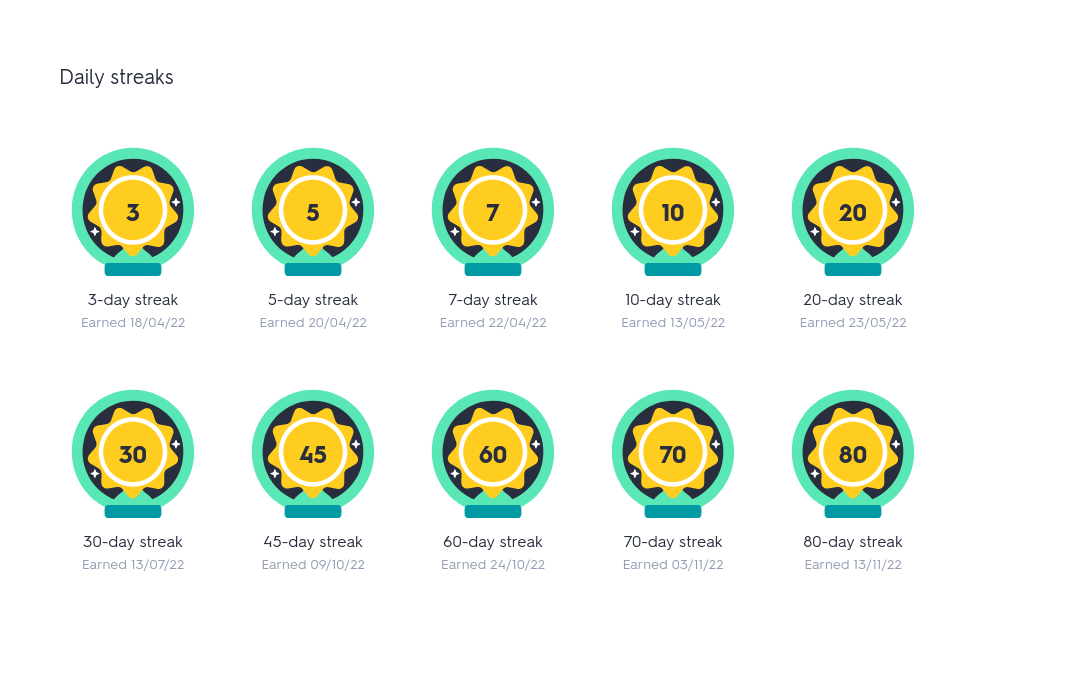 Daily streaks
3
5
7
10
20
3-day streak
5-day streak
7-day streak
10-day streak
20-day streak
Earned 18/04/22
Earned 20/04/22
Earned 22/04/22
Earned 13/05/22
Earned 23/05/22
30
45
60
70
80
30-day streak
45-day streak
60-day streak
70-day streak
80-day streak
Earned 13/07/22
Earned 09/10/22
Earned 24/10/22
Earned 03/11/22
Earned 13/11/22